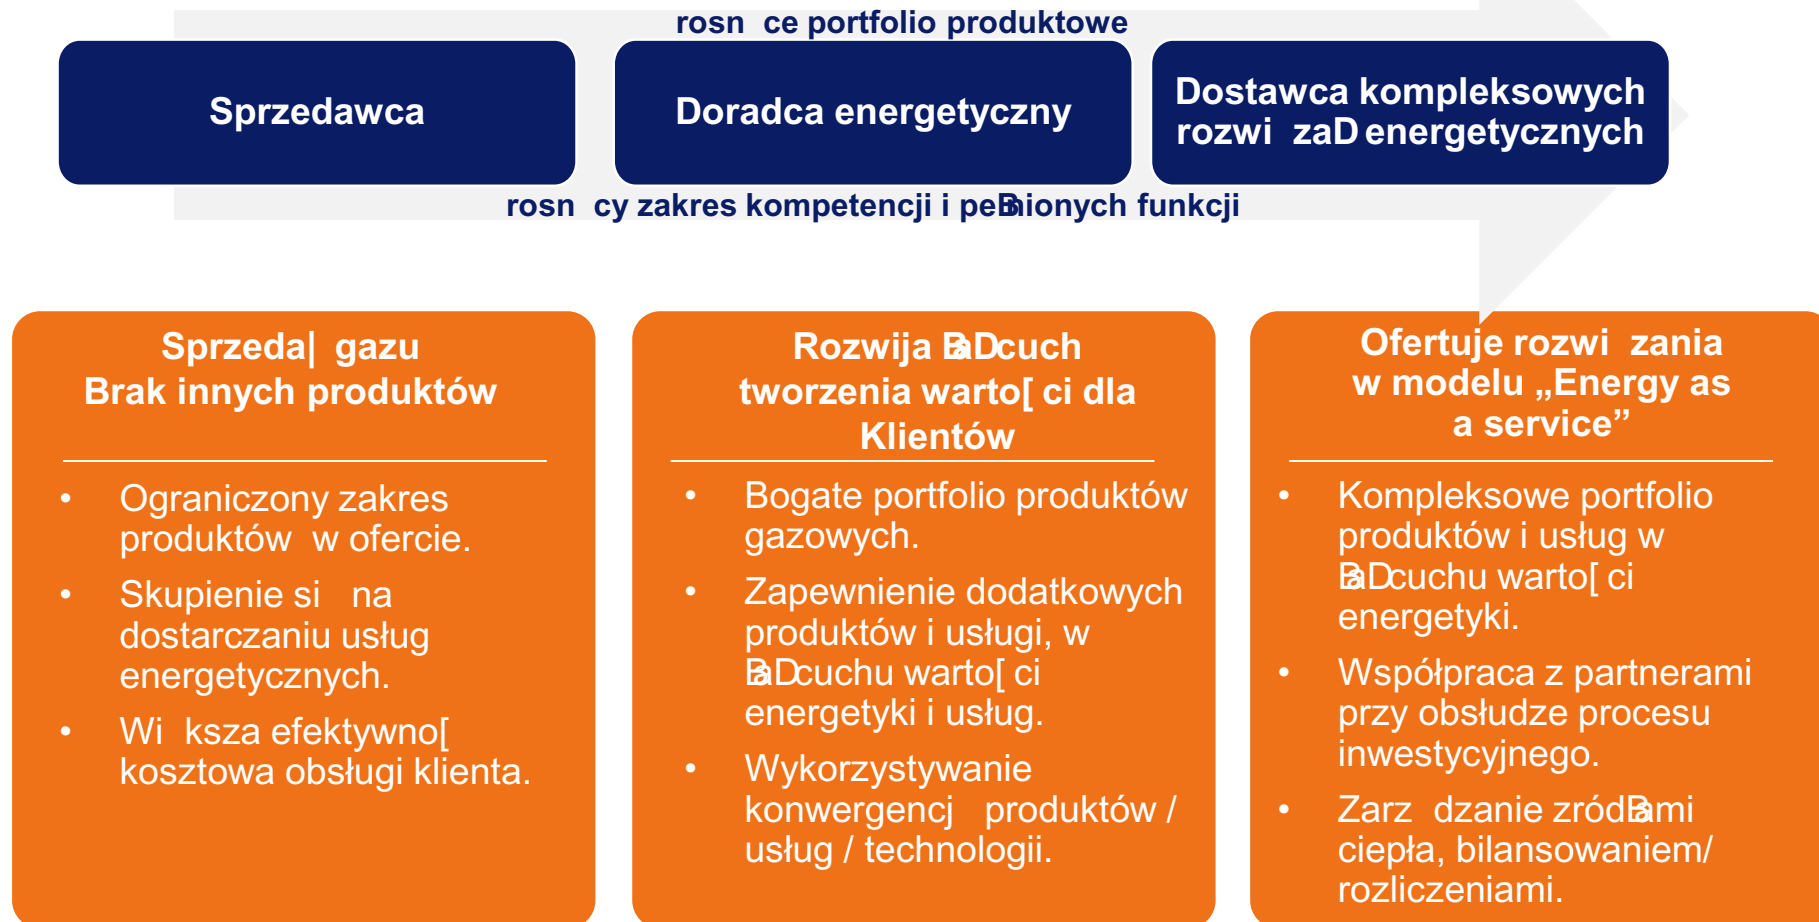 rosn ce portfolio produktowe
Sprzedawca
Doradca energetyczny
Dostawca kompleksowych
rozwi zaD energetycznych
rosn cy zakres kompetencji i peBnionych funkcji
Sprzeda| gazu
Brak innych produktów
• Ograniczony zakres
produktów w ofercie.
• Skupienie si na
dostarczaniu usług
energetycznych.
• Wi ksza efektywno[
kosztowa obsługi klienta.
Rozwija BaDcuch
tworzenia warto[ ci dla
Klientów
• Bogate portfolio produktów
gazowych.
• Zapewnienie dodatkowych
produktów i usługi, w
BaDcuchu warto[ ci
energetyki i usług.
• Wykorzystywanie
konwergencj produktów /
usług / technologii.
Ofertuje rozwi zania
w modelu „Energy as
a service”
• Kompleksowe portfolio
produktów i usług w
BaDcuchu warto[ ci
energetyki.
• Współpraca z partnerami
przy obsłudze procesu
inwestycyjnego.
• Zarz dzanie zródBami
ciepła, bilansowaniem/
rozliczeniami.